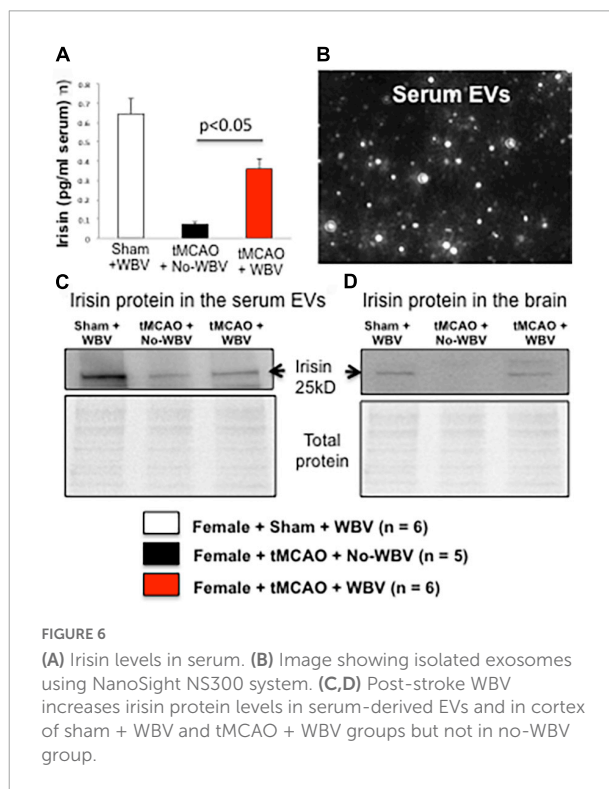 A
B
Irisin (pg/ml serum) n)
0.8
0.7
0.6
0.5
0.4
0.3
0.2
0.1
0
p<0.05
Sham
+WBV
tMCAO
+ No-WBV
tMCAO
+ WBV
Serum EVs
C
D
Irisin protein in the serum EVs
Irisin protein in the brain
Sham +
WBV
tMCAO +
No-WBV
tMCAO +
WBV
Sham +
WBV
tMCAO +
No-WBV
tMCAO +
WBV
Irisin
25kD
Total
protein
Female + Sham + WBV (n = 6)
Female + tMCAO + No-WBV (n = 5)
Female + tMCAO + WBV (n = 6)
FIGURE 6
(A) Irisin levels in serum. (B) Image showing isolated exosomes
using NanoSight NS300 system. (C,D) Post-stroke WBV
increases irisin protein levels in serum-derived EVs and in cortex
of sham + WBV and tMCAO + WBV groups but not in no-WBV
group.